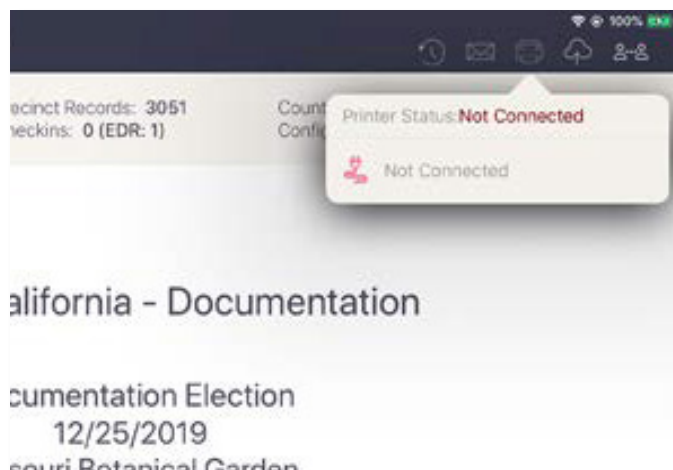 100%
ecinct Records: 3051
Count
Printer Status:Not Connected
heckins: 0 (EDR: 1)
Config
Not Connected
alifornia - Documentation
cumentation Election
12/25/2019
souri Botanical Garden